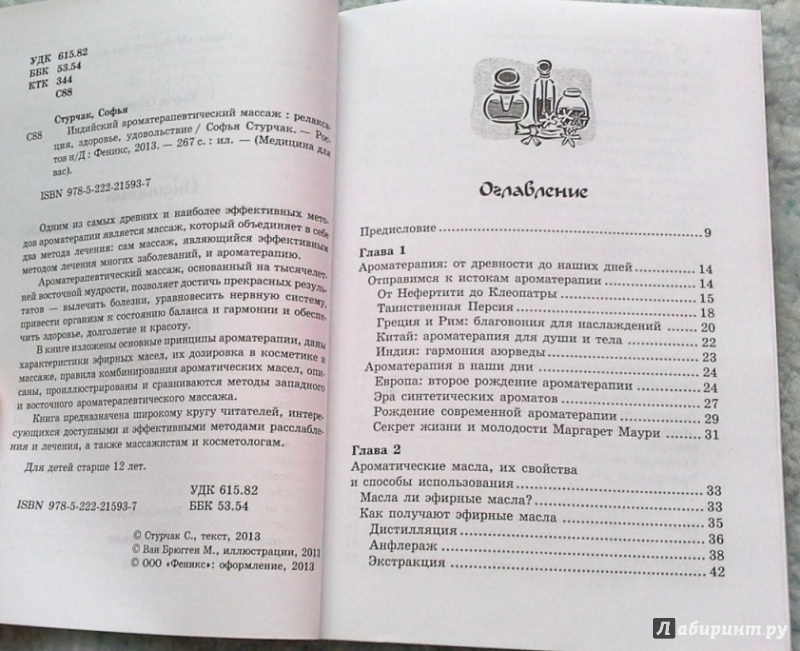 УДК 615.82
ББК 53.54
КТК 344
С88
Стурчак, Софья
С88 Индийский ароматерапевтический массаж : релакса-
ция, здоровье, удовольствие / Софья Стурчак. — Рос-
тов н/Д : Феникс, 2013. — 267 с. : ил. — (Медицина для
вас).
ISBN 978-5-222-21593-7
Одним из самых древних и наиболее эффективных мето-
дов ароматерапии является массаж, который объединяет в себе
два метода лечения: сам массаж, являющийся эффективным
методом лечения многих заболеваний, и ароматерапию.
Ароматерапевтический массаж, основанный на тысячелет-
ней восточной мудрости, позволяет достичь прекрасных резуль-
татов — вылечить болезни, уравновесить нервную систему,
привести организм к состоянию баланса и гармонии и обеспе-
чить здоровье, долголетие и красоту.
В книге изложены основные принципы ароматерапии, даны
характеристики эфирных масел, их дозировка в косметике и
массаже, правила комбинирования ароматических масел, опи-
саны, проиллюстрированы и сравниваются методы западного
и восточного ароматерапевтического массажа.
Книга предназначена широкому кругу читателей, интере-
сующихся доступными и эффективными методами расслабле-
ния и лечения, а также массажистам и косметологам.
Для детей старше 12 лет.
УДК 615.82
ISBN 978-5-222-21593-7 ББК 53.54
© Стурчак С., текст, 2013
© Ван Брюгген М., иллюстрации, 2013
© ООО «Феникс»: оформление, 2013
Оглавление
Предисловие 9
Глава 1
Ароматерапия: от древности до наших дней 14
Отправимся к истокам ароматерапии 14
От Нефертити до Клеопатры 15
Таинственная Персия 18
Греция и Рим: благовония для наслаждений 20
Китай: ароматерапия для души и тела 22
Индия: гармония аюрведы 23
Ароматерапия в наши дни 24
Европа: второе рождение ароматерапии 24
Эра синтетических ароматов 27
Рождение современной ароматерапии 29
Секрет жизни и молодости Маргарет Маури 31
Глава 2
Ароматические масла, их свойства
и способы использования 33
Масла ли эфирные масла? 33
Как получают эфирные масла 35
Дистилляция 36
Анфлераж 38
Экстракция 42
Лабиринт.ру